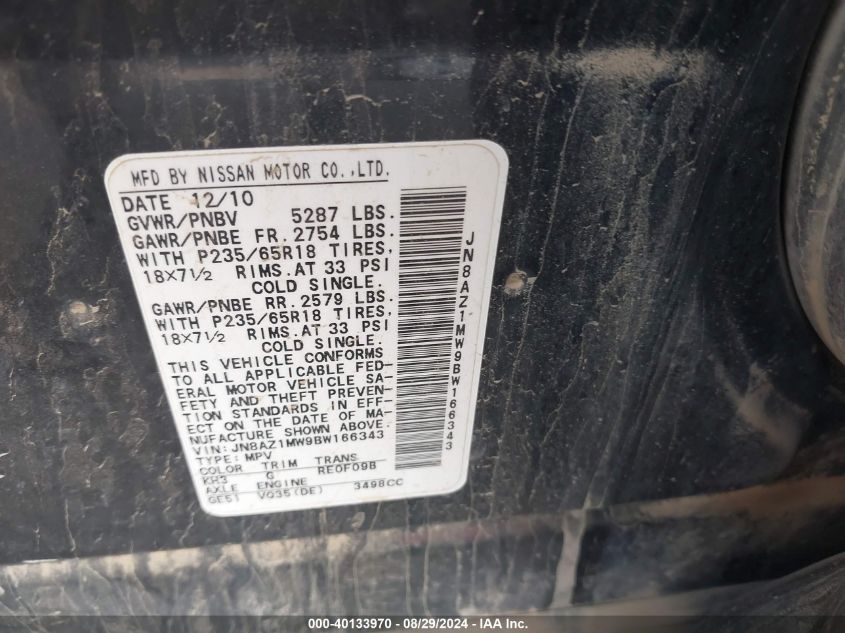 MFD BY NISSAN MOTOR CO.,LTD.
DATE 12/10
GVWR/PNBV 5287 LBS.
GAWR/PNBE FR. 2754 LBS.
WITH P235/65R18 TIRES,
18X7½ RIMS.AT 33 PSI
COLD SINGLE.
GAWR/PNBE RR. 2579 LBS.
WITH P235/65R18 TIRES,
18X7½ RIMS.AT 33 PSI
COLD SINGLE.
THIS VEHICLE CONFORMS
TO ALL APPLICABLE FED-
ERAL MOTOR VEHICLE SA-
FETY AND THEFT PREVEN-
TION STANDARDS IN EFF-
ECT ON THE DATE OF MA-
NUFACTURE SHOWN ABOVE.
VIN: JN8AZ1MW9BW166343
TYPE: MPV
COLOR TRIM TRANS
KH3 G RE0F09B
AXLE ENGINE
GE51 VQ35(DE) 3498CC
JN8AZ1MW9BW166343
000-40133970 - 08/29/2024 - IAA Inc.